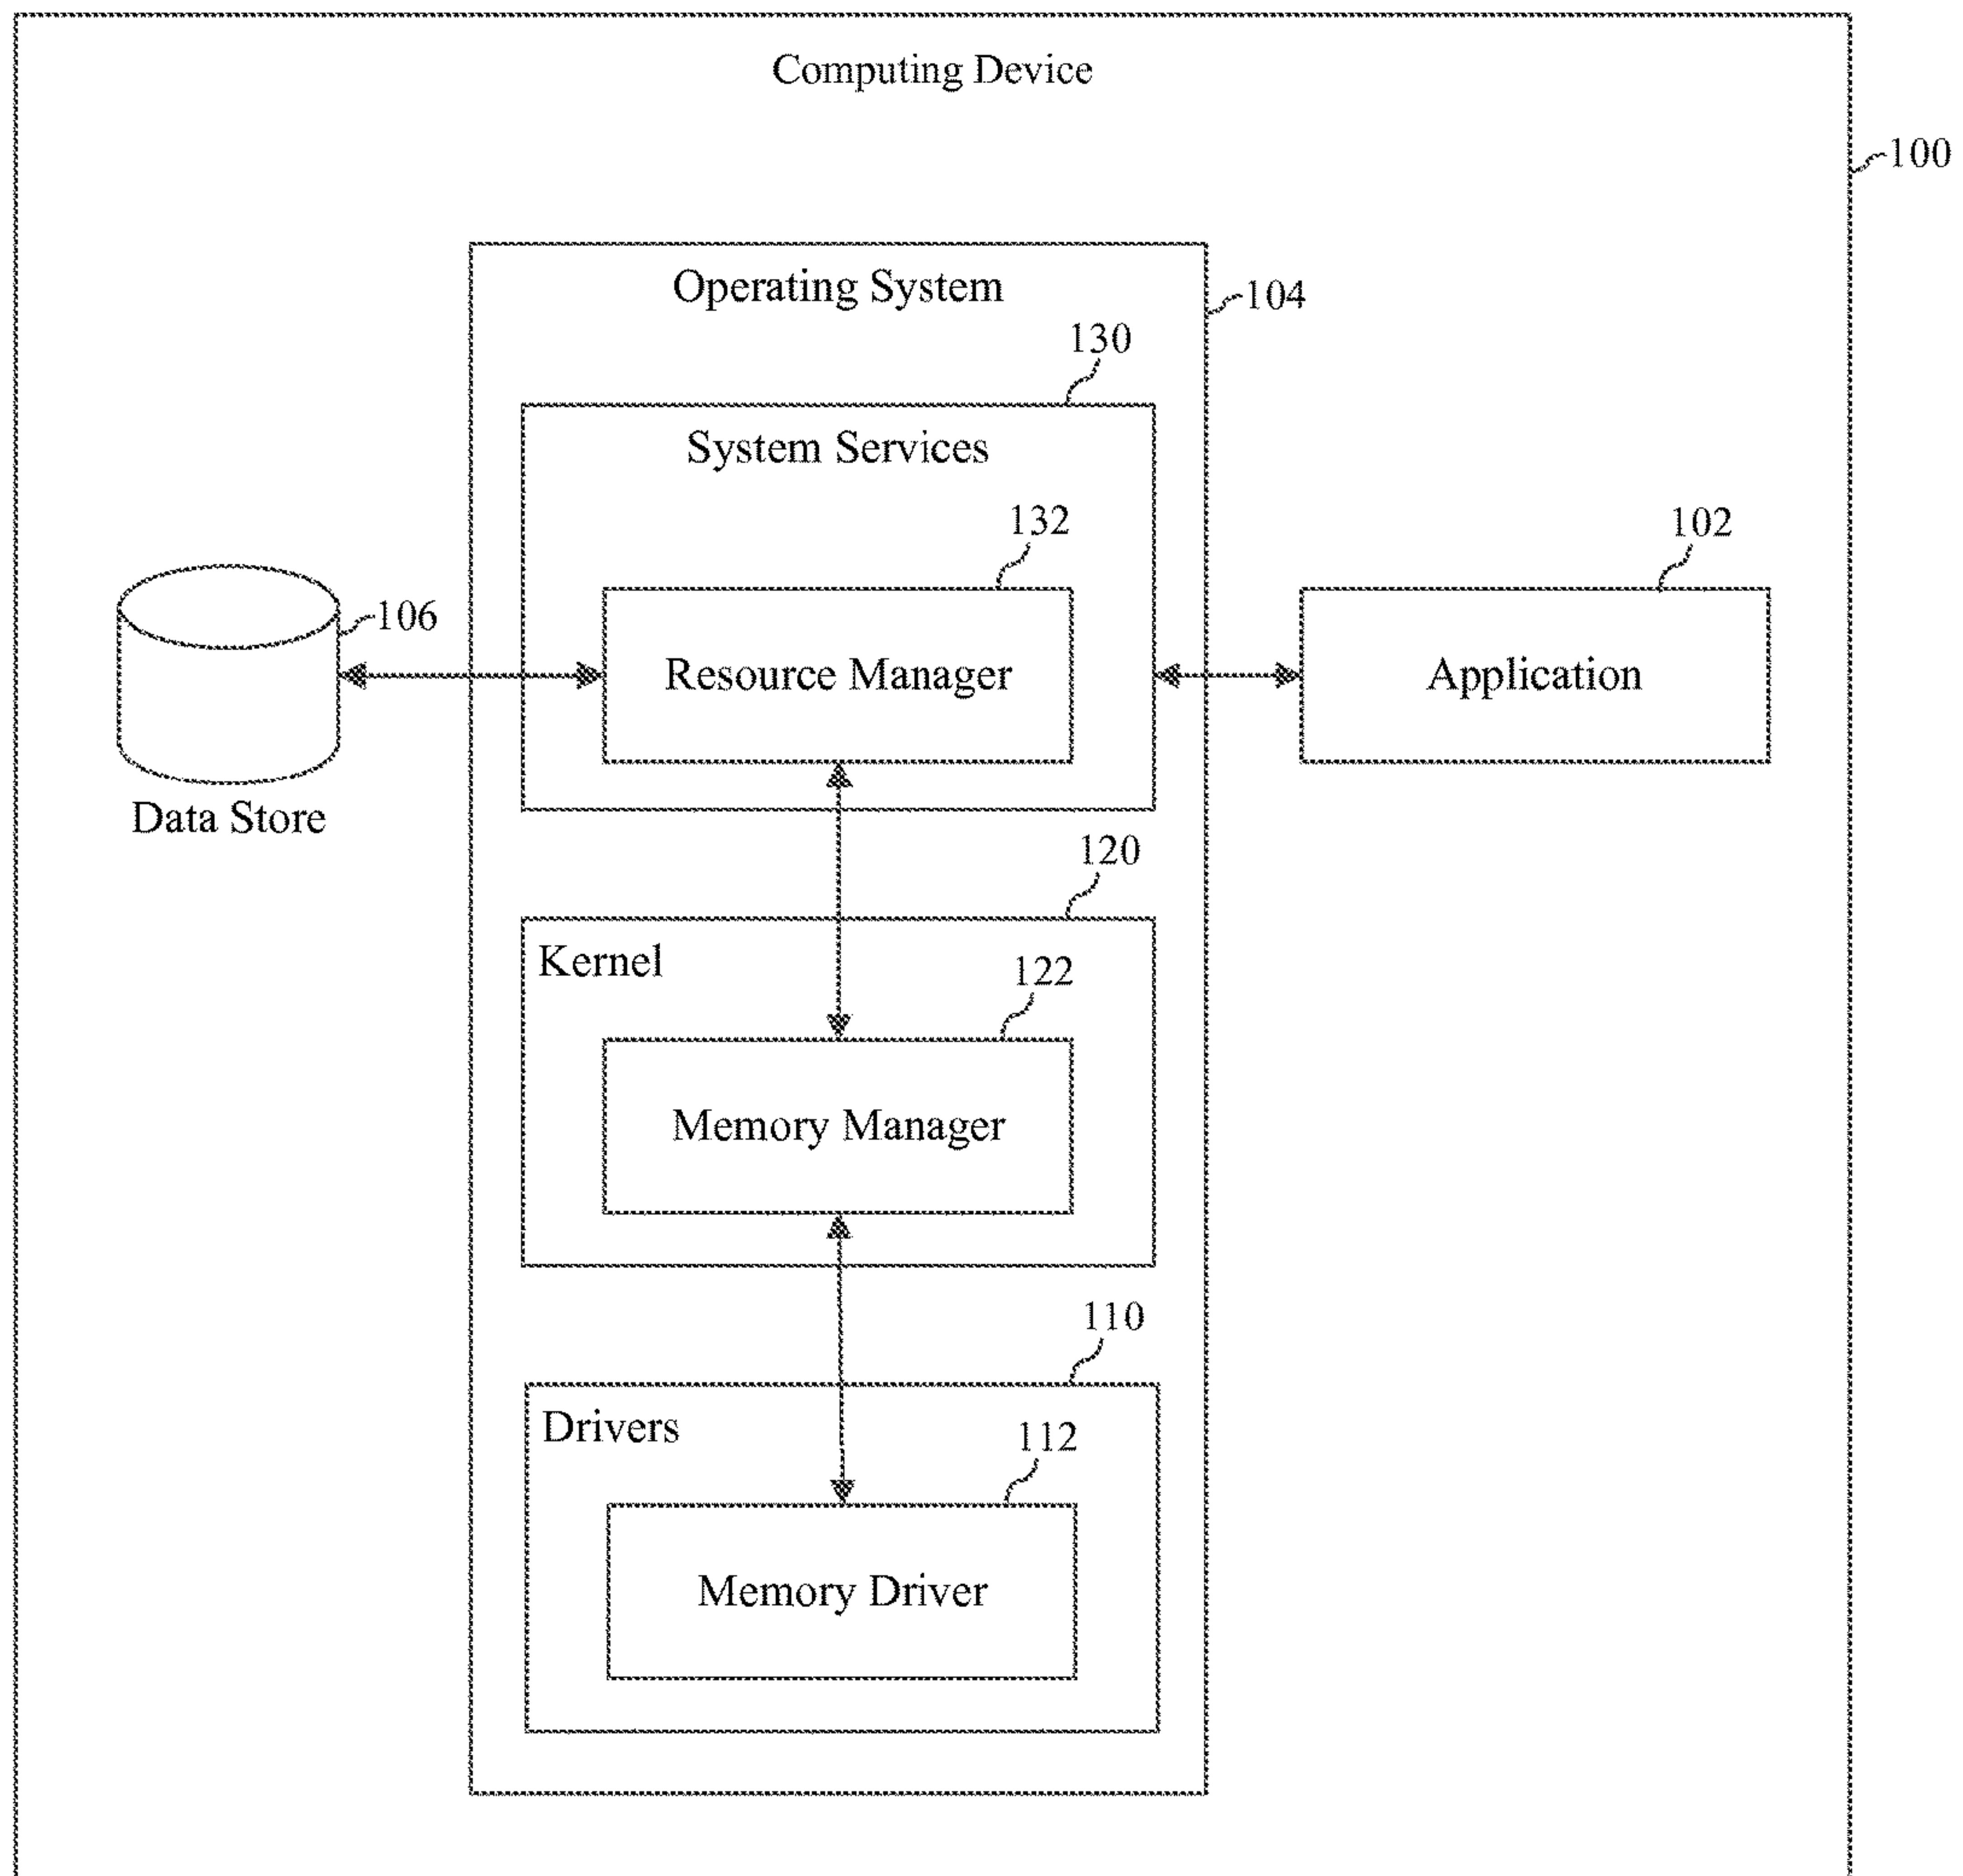 Computing Device
100
Operating System
104
130
System Services
132
102
106
Resource Manager
Application
Data Store
120
Kernel
122
Memory Manager
110
Drivers
112
Memory Driver